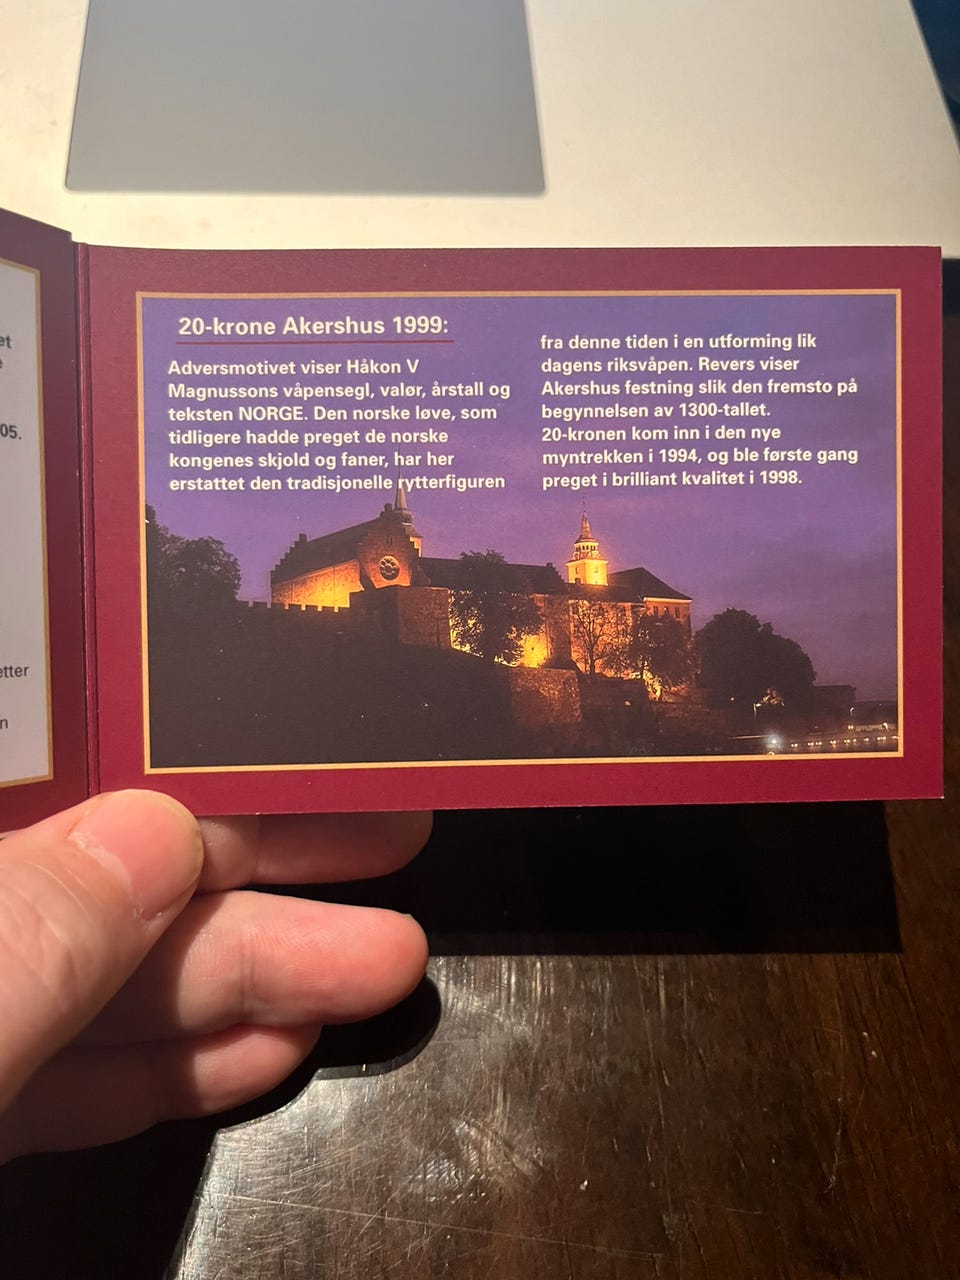 et
05.
etter
n
20-krone Akershus 1999:
Adversmotivet viser Håkon V
Magnussons våpensegl, valør, årstall og
teksten NORGE. Den norske løve, som
tidligere hadde preget de norske
kongenes skjold og faner, har her
erstattet den tradisjonelle rytterfiguren
fra denne tiden i en utforming lik
dagens riksvåpen. Revers viser
Akershus festning slik den fremsto på
begynnelsen av 1300-tallet.
20-kronen kom inn i den nye
myntrekken i 1994, og ble første gang
preget i brilliant kvalitet i 1998.